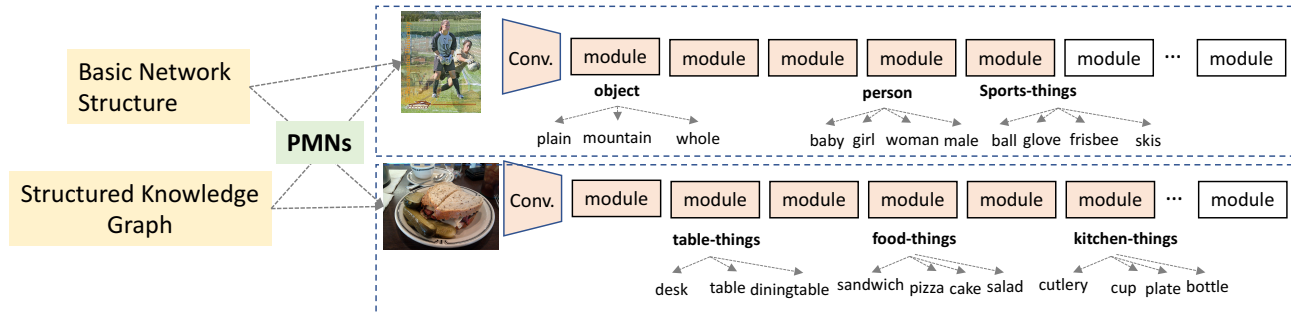 Basic Network
Structure
PMNs
Structured Knowledge
Graph
Conv.
module
module
module
module
module
module
...
module
object
person
Sports-things
plain
mountain
whole
baby
girl
woman
male
ball
glove
frisbee
skis
Conv.
module
module
module
module
module
module
...
module
table-things
food-things
kitchen-things
desk
table
diningtable
sandwich
pizza
cake
salad
cutlery
cup
plate
bottle